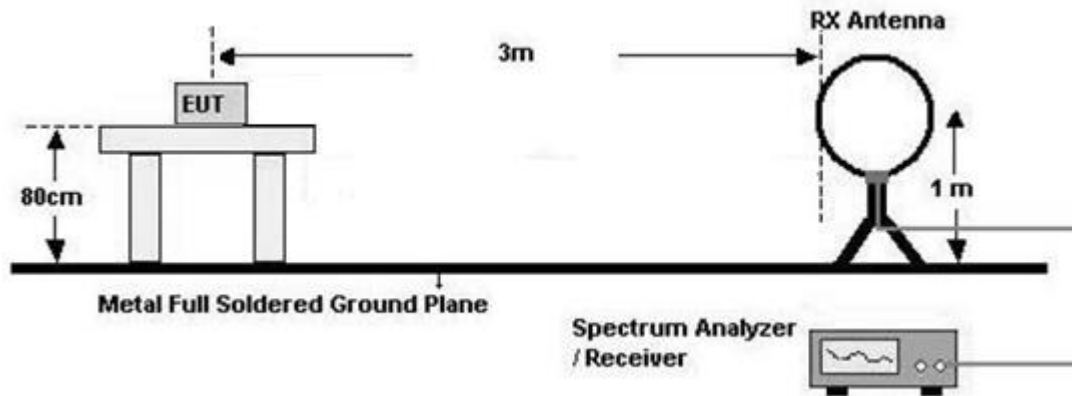 RX Antenna
3m
EUT
80cm
1 m
Metal Full Soldered Ground Plane
Spectrum Analyzer
/ Receiver